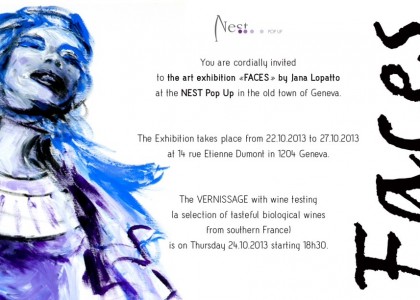 Nest POP UP
You are cordially invited
to the art exhibition «FACES» by Jana Lopatto
at the NEST Pop Up in the old town of Geneva.
The Exhibition takes place from 22.10.2013 to 27.10.2013
at 14 rue Etienne Dumont in 1204 Geneva.
The VERNISSAGE with wine testing
la selection of tasteful biological wines
from southern France)
is on Thursday 24.10.2013 starting 18h30.
Faces